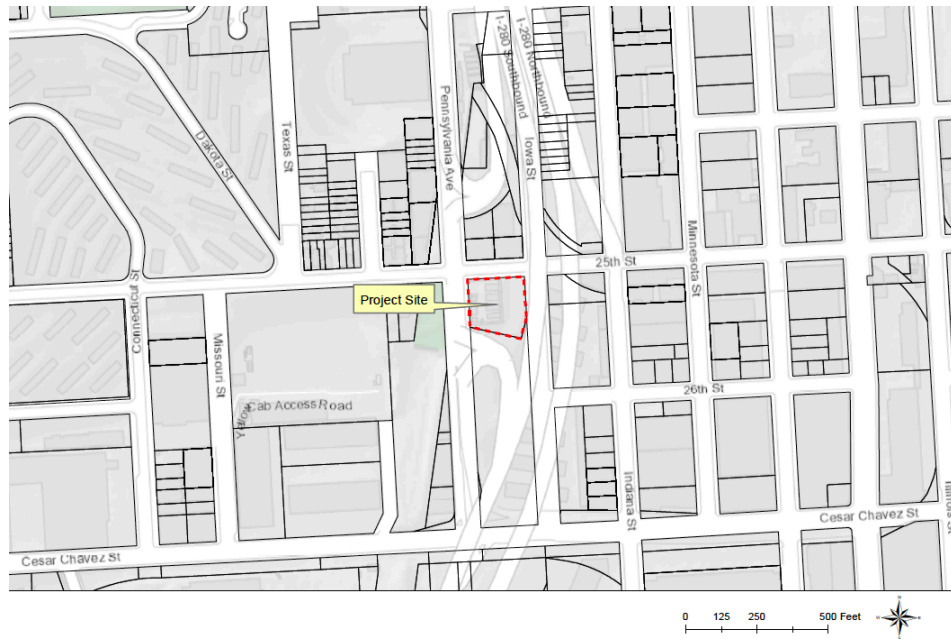 I-280 Southbound
I-280 Northbound
Pennsylvania Ave
Texas St
Iowa St
Dakota St
Minnesota St
25th St
Connecticut St
Project Site
Missouri St
26th St
Yellow Cab Access Road
Indiana St
Illinois St
Cesar Chavez St
Cesar Chavez St
0 125 250 500 Feet